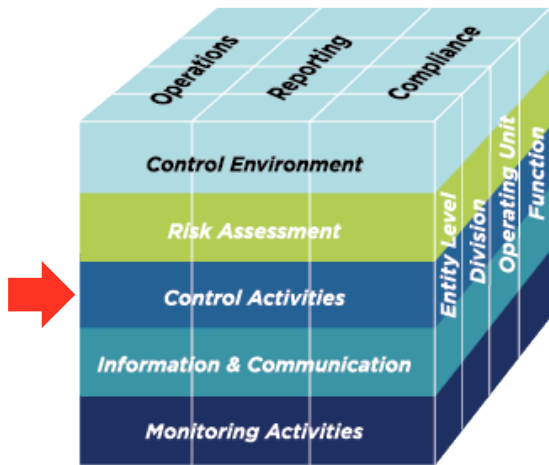 Operations
Reporting
Compliance
Control Environment
Risk Assessment
Control Activities
Information & Communication
Monitoring Activities
Entity Level
Division
Operating Unit
Function